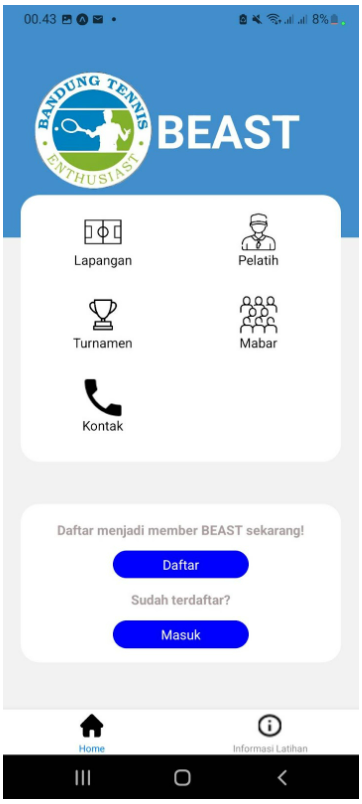 00.43
8%
BANDUNG TENNIS
ENTHUSIAST
BEAST
Lapangan
Pelatih
Turnamen
Mabar
Kontak
Daftar menjadi member BEAST sekarang!
Daftar
Sudah terdaftar?
Masuk
Home
Informasi Latihan